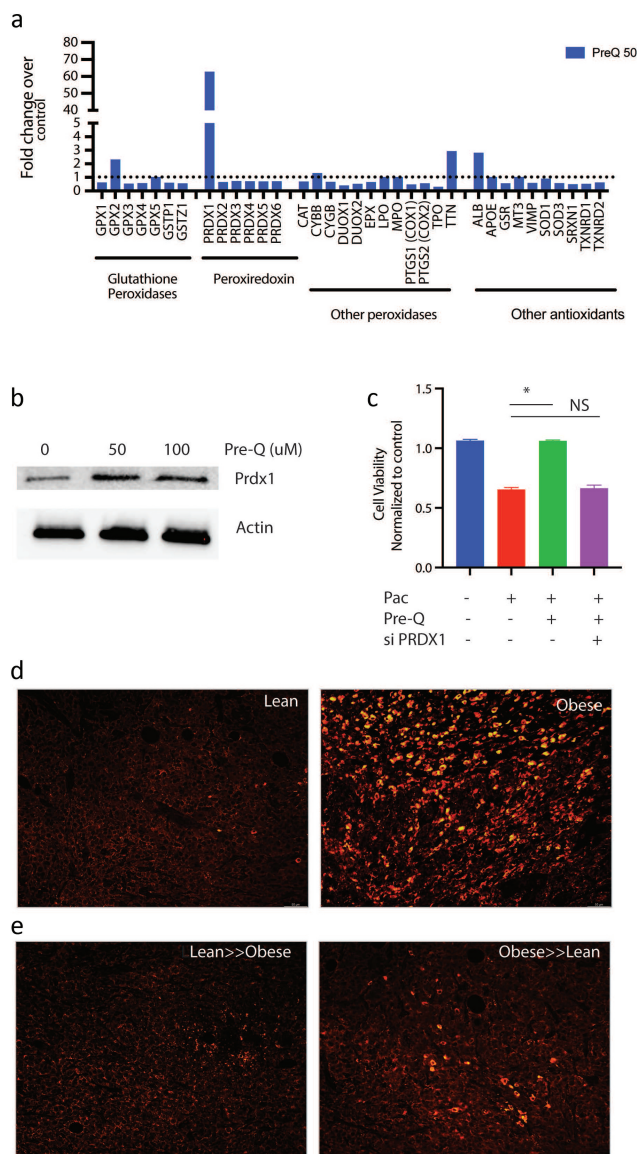 a
Fold change over
control
80
60
40
20
5
4
3
2
1
0
PreQ 50
GPX1
GPX2
GPX3
GPX4
GPX5
GSTP1
GSTZ1
PRDX1
PRDX2
PRDX3
PRDX4
PRDX5
PRDX6
CAT
CYBB
CYGB
DUOX1
DUOX2
EPX
LPO
MPO
PTGS1 (COX1)
PTGS2 (COX2)
TPO
TTN
ALB
APOE
GSR
MT3
VIMP
SOD1
SOD3
SRXN1
TXNRD1
TXNRD2
Glutathione
Peroxidases
Peroxiredoxin
Other peroxidases
Other antioxidants
b
0 50 100 Pre-Q (uM)
Prdx1
Actin
c
Cell Viability
Normalized to control
1.5
1.0
0.5
0.0
*
NS
Pac - + + +
Pre-Q - - + +
si PRDX1 - - - +
d
Lean
Obese
e
Lean>>Obese
Obese>>Lean